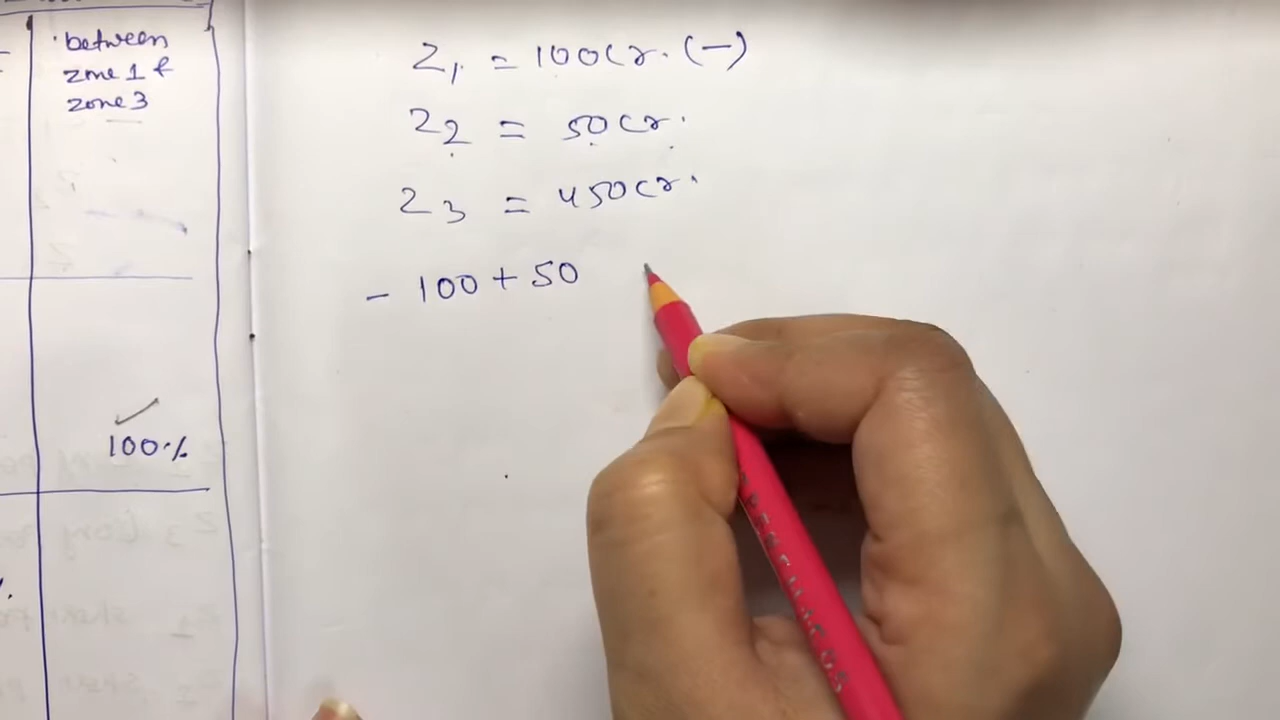 between
zone 1 &
zone 3
100%
Z1 = 100Cr. (-)
Z2 = 50Cr.
Z3 = 450Cr.
- 100 + 50